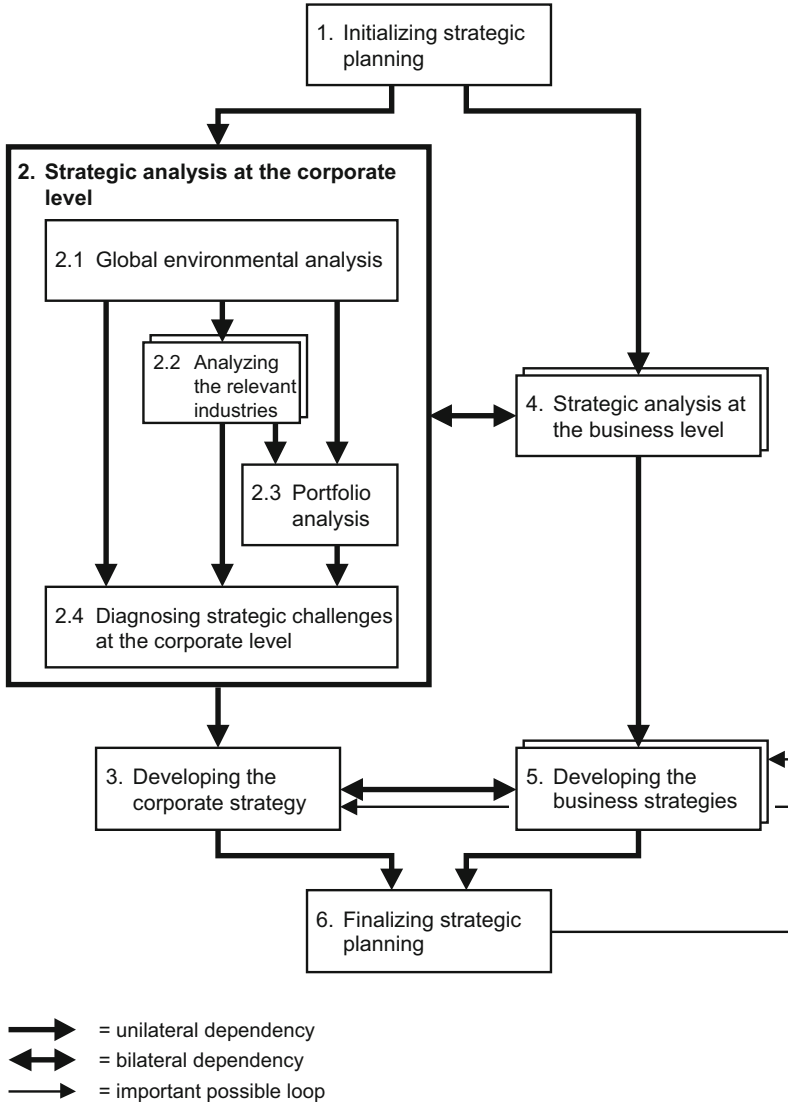 1. Initializing strategic
planning
2. Strategic analysis at the corporate
level
2.1 Global environmental analysis
2.2 Analyzing
the relevant
industries
2.3 Portfolio
analysis
2.4 Diagnosing strategic challenges
at the corporate level
4. Strategic analysis at
the business level
3. Developing the
corporate strategy
5. Developing the
business strategies
6. Finalizing strategic
planning
= unilateral dependency
= bilateral dependency
= important possible loop